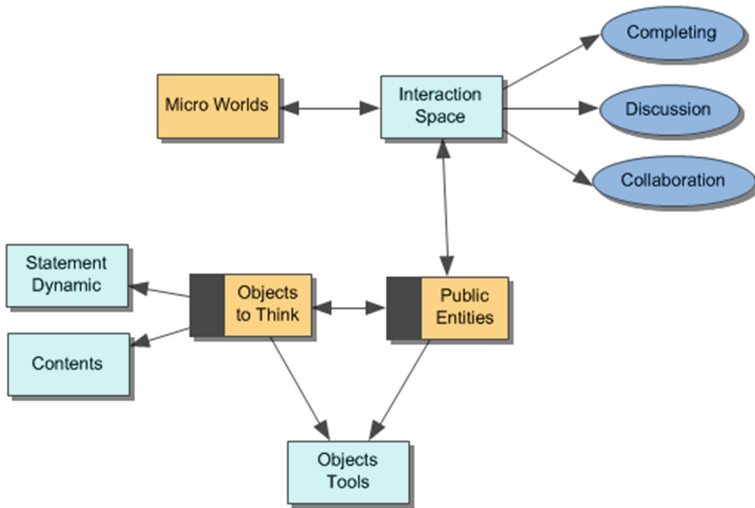 Completing
Micro Worlds
Interaction
Space
Discussion
Collaboration
Statement
Dynamic
Objects
to Think
Public
Entities
Contents
Objects
Tools